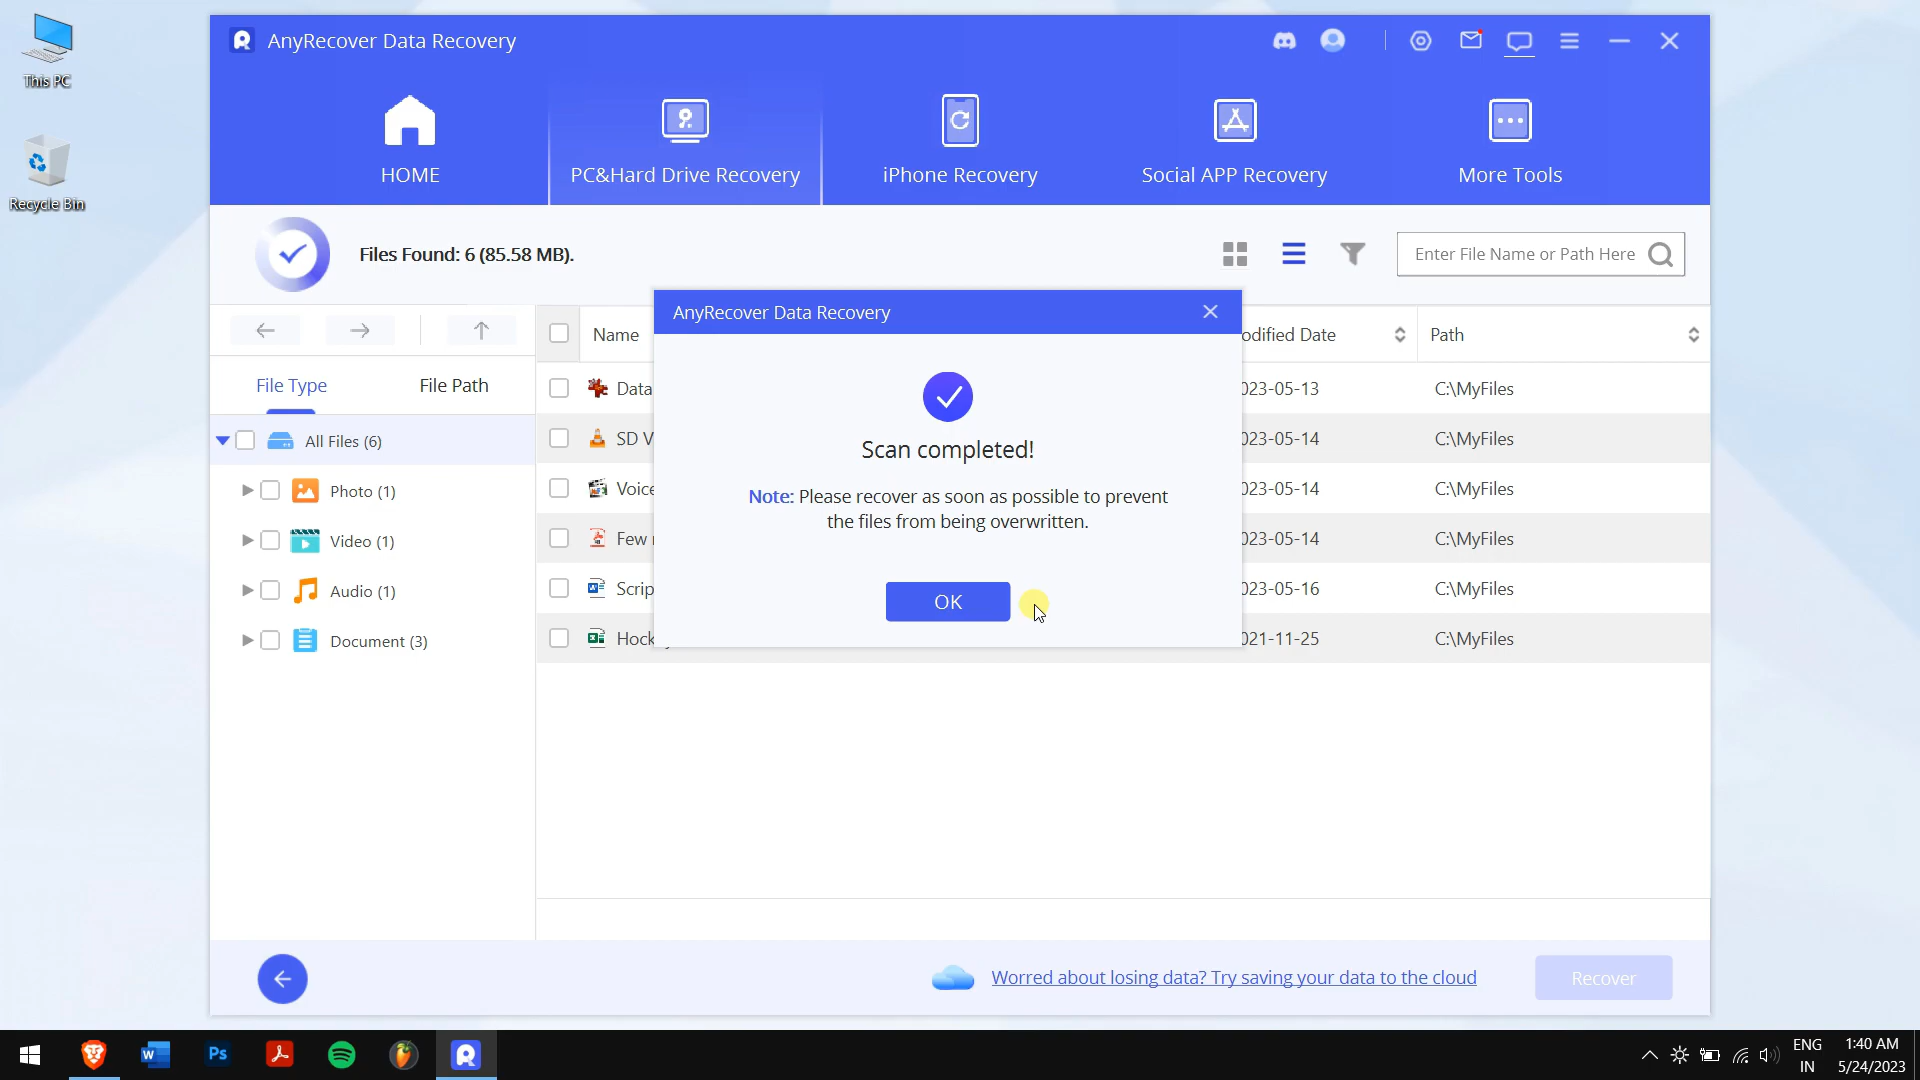 This PC
Recycle Bin
AnyRecover Data Recovery
HOME
PC&Hard Drive Recovery
iPhone Recovery
Social APP Recovery
More Tools
Files Found: 6 (85.58 MB).
Enter File Name or Path Here
File Type
File Path
All Files (6)
Photo (1)
Video (1)
Audio (1)
Document (3)
Name
odified Date
Path
Data
023-05-13
C:\MyFiles
SD V
023-05-14
C:\MyFiles
Voice
023-05-14
C:\MyFiles
Few
023-05-14
C:\MyFiles
Scrip
023-05-16
C:\MyFiles
Hock
021-11-25
C:\MyFiles
AnyRecover Data Recovery
Scan completed!
Note: Please recover as soon as possible to prevent
the files from being overwritten.
OK
Worred about losing data? Try saving your data to the cloud
Recover
Ps
ENG
IN
1:40 AM
5/24/2023